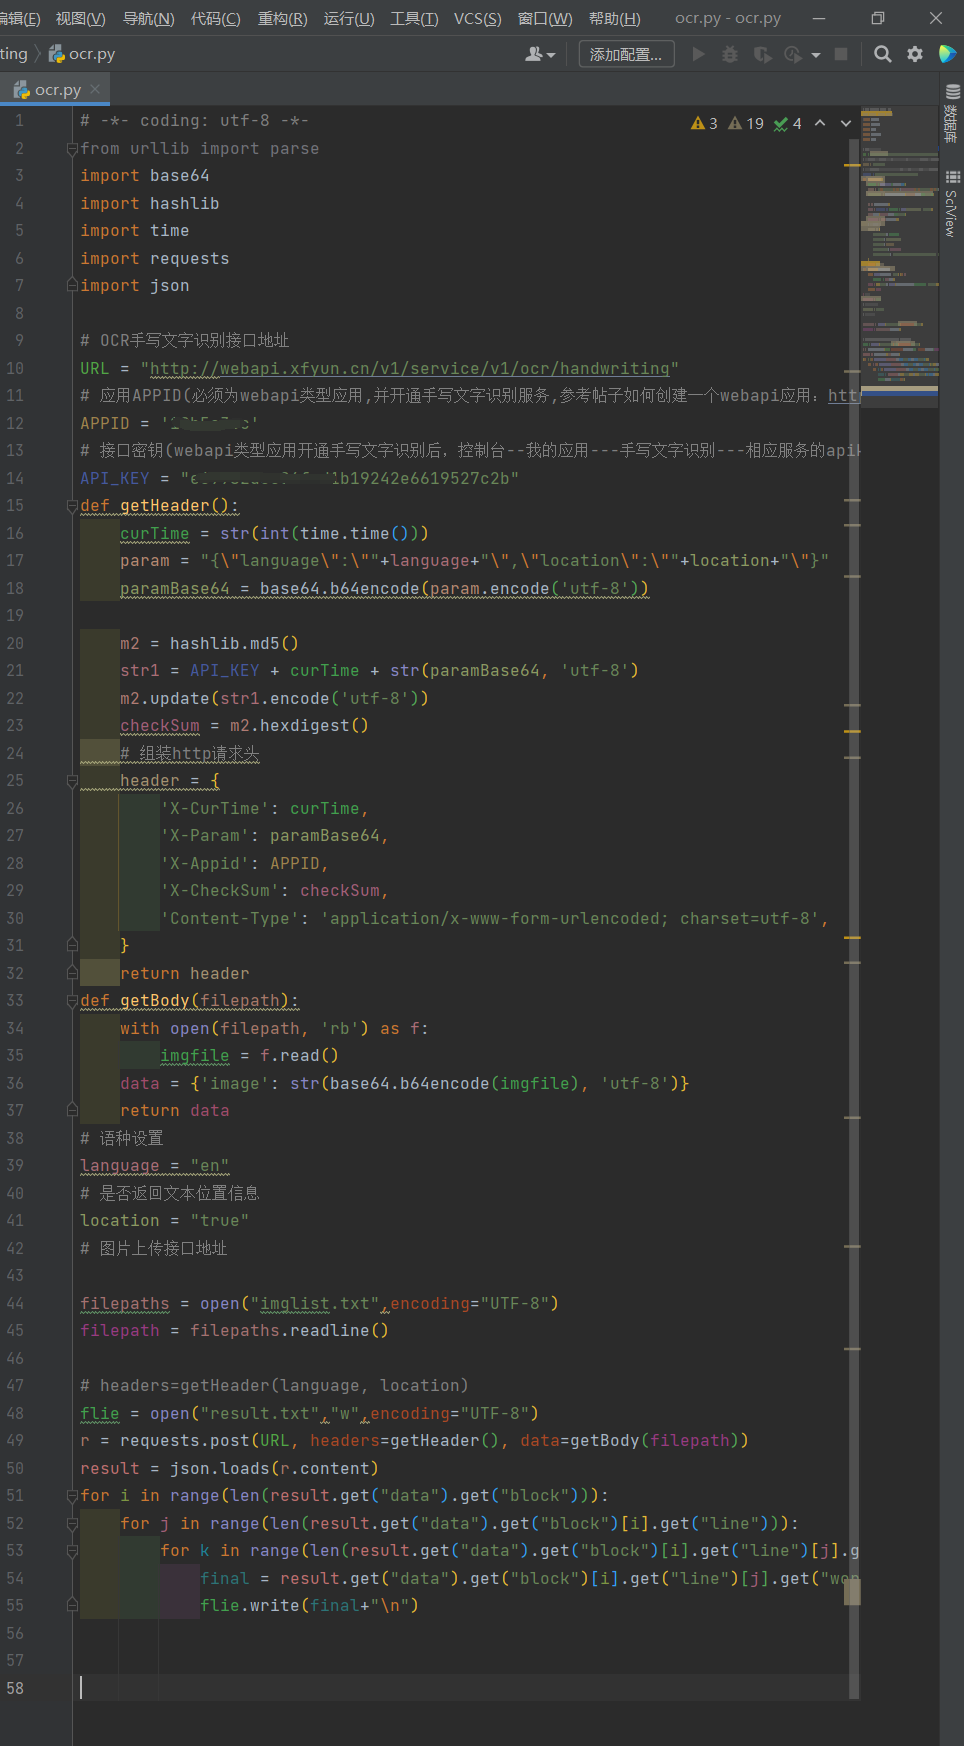 编辑(E) 视图(V) 导航(N) 代码(C) 重构(R) 运行(U) 工具(T) VCS(S) 窗口(W) 帮助(H) ocr.py - ocr.py
ting ocr.py 添加配置...
ocr.py
3 19 4
数据库
SciView
1 # -*- coding: utf-8 -*-
2 from urllib import parse
3 import base64
4 import hashlib
5 import time
6 import requests
7 import json
8
9 # OCR手写文字识别接口地址
10 URL = "http://webapi.xfyun.cn/v1/service/v1/ocr/handwriting"
11 # 应用APPID(必须为webapi类型应用,并开通手写文字识别服务,参考帖子如何创建一个webapi应用: htt
12 APPID = '
13 # 接口密钥(webapi类型应用开通手写文字识别后, 控制台--我的应用---手写文字识别---相应服务的apik
14 API_KEY = " 1b19242e6619527c2b"
15 def getHeader():
16 curTime = str(int(time.time()))
17 param = "{\"language\":\""+language+"\",\"location\":\""+location+"\"}"
18 paramBase64 = base64.b64encode(param.encode('utf-8'))
19
20 m2 = hashlib.md5()
21 str1 = API_KEY + curTime + str(paramBase64, 'utf-8')
22 m2.update(str1.encode('utf-8'))
23 checkSum = m2.hexdigest()
24 # 组装http请求头
25 header = {
26 'X-CurTime': curTime,
27 'X-Param': paramBase64,
28 'X-Appid': APPID,
29 'X-CheckSum': checkSum,
30 'Content-Type': 'application/x-www-form-urlencoded; charset=utf-8',
31 }
32 return header
33 def getBody(filepath):
34 with open(filepath, 'rb') as f:
35 imgfile = f.read()
36 data = {'image': str(base64.b64encode(imgfile), 'utf-8')}
37 return data
38 # 语种设置
39 language = "en"
40 # 是否返回文本位置信息
41 location = "true"
42 # 图片上传接口地址
43
44 filepaths = open("imglist.txt",encoding="UTF-8")
45 filepath = filepaths.readline()
46
47 # headers=getHeader(language, location)
48 flie = open("result.txt","w",encoding="UTF-8")
49 r = requests.post(URL, headers=getHeader(), data=getBody(filepath))
50 result = json.loads(r.content)
51 for i in range(len(result.get("data").get("block"))):
52 for j in range(len(result.get("data").get("block")[i].get("line"))):
53 for k in range(len(result.get("data").get("block")[i].get("line")[j].g
54 final = result.get("data").get("block")[i].get("line")[j].get("wor
55 flie.write(final+"\n")
56
57
58